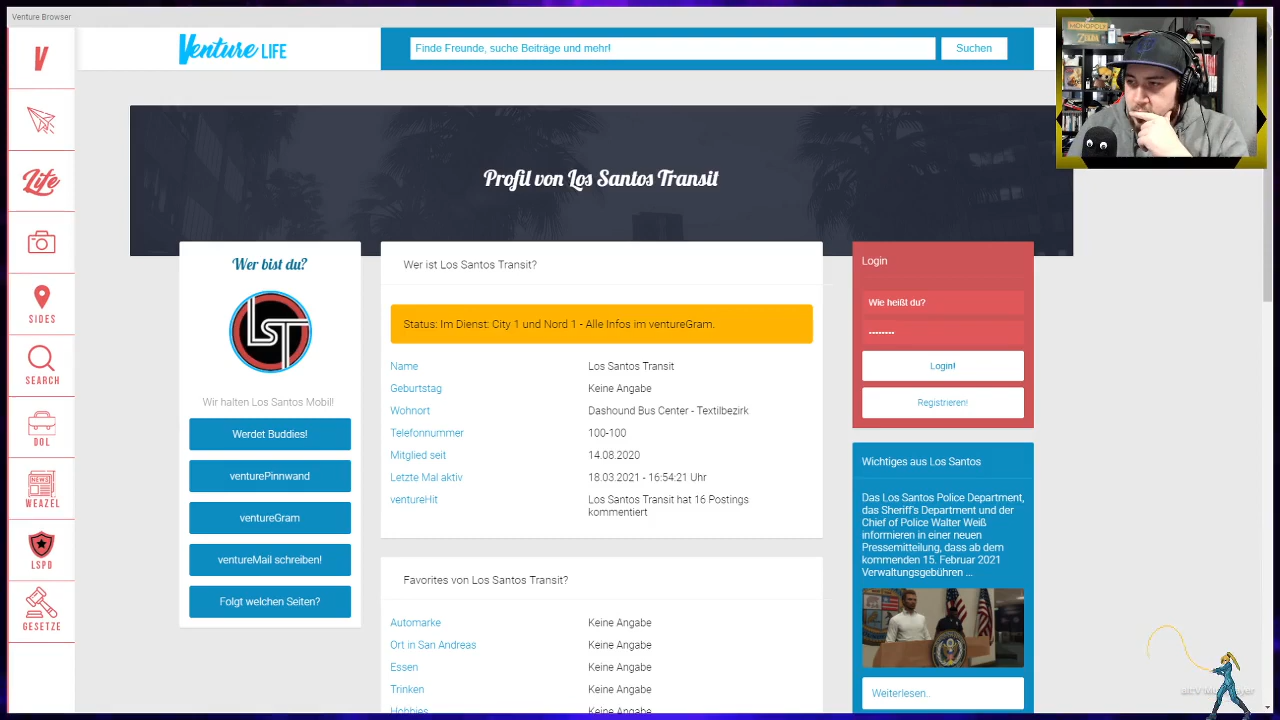 Venture Browser
MONOPOLY
ZELDA
V
Venture LIFE
Finde Freunde, suche Beiträge und mehr!
Suchen
Life
SIDES
SEARCH
DOL
NEWS
WEAZEL
LSPD
GESETZE
Profil von Los Santos Transit
Wer bist du?
LST
Wir halten Los Santos Mobil!
Werdet Buddies!
venturePinnwand
ventureGram
ventureMail schreiben!
Folgt welchen Seiten?
Wer ist Los Santos Transit?
Status: Im Dienst: City 1 und Nord 1 - Alle Infos im ventureGram.
Name Los Santos Transit
Geburtstag Keine Angabe
Wohnort Dashound Bus Center - Textilbezirk
Telefonnummer 100-100
Mitglied seit 14.08.2020
Letzte Mal aktiv 18.03.2021 - 16:54:21 Uhr
ventureHit Los Santos Transit hat 16 Postings
kommentiert
Favorites von Los Santos Transit?
Automarke Keine Angabe
Ort in San Andreas Keine Angabe
Essen Keine Angabe
Trinken Keine Angabe
Hobbies Keine Angabe
Login
Wie heißt du?
--------
Login!
Registrieren!
Wichtiges aus Los Santos
Das Los Santos Police Department,
das Sheriff's Department und der
Chief of Police Walter Weiß
informieren in einer neuen
Pressemitteilung, dass ab dem
kommenden 15. Februar 2021
Verwaltungsgebühren ...
Weiterlesen..